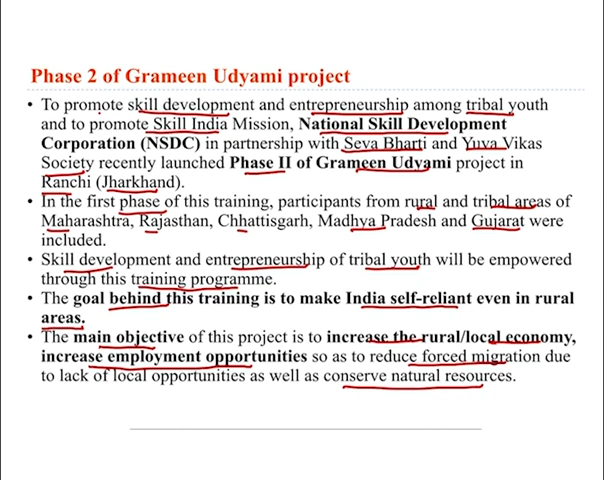 Phase 2 of Grameen Udyami project
• To promote skill development and entrepreneurship among tribal youth
and to promote Skill India Mission, National Skill Development
Corporation (NSDC) in partnership with Seva Bharti and Yuva Vikas
Society recently launched Phase II of Grameen Udyami project in
Ranchi (Jharkhand).
• In the first phase of this training, participants from rural and tribal areas of
Maharashtra, Rajasthan, Chhattisgarh, Madhya Pradesh and Gujarat were
included.
• Skill development and entrepreneurship of tribal youth will be empowered
through this training programme.
• The goal behind this training is to make India self-reliant even in rural
areas.
• The main objective of this project is to increase the rural/local economy,
increase employment opportunities so as to reduce forced migration due
to lack of local opportunities as well as conserve natural resources.